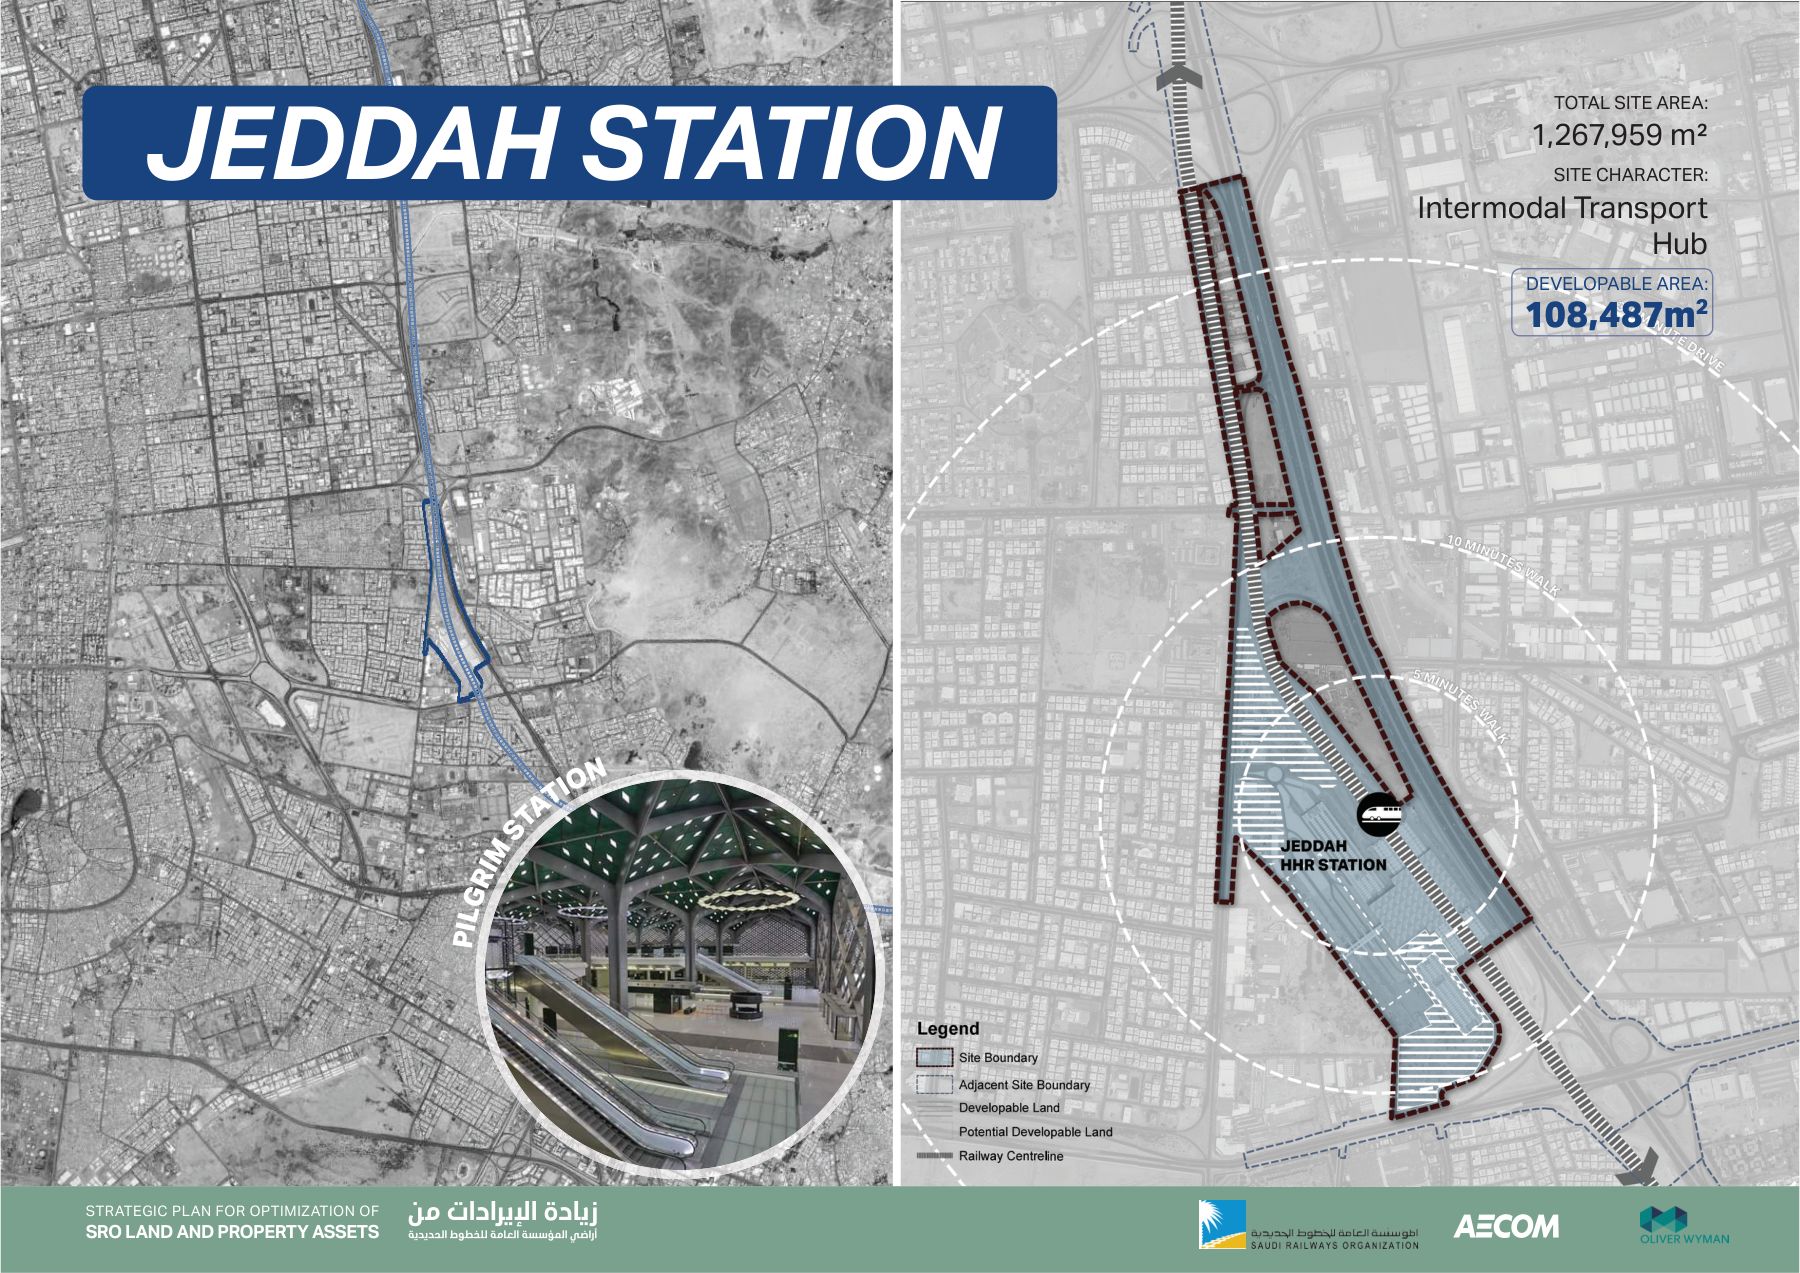 JEDDAH STATION
TOTAL SITE AREA:
1,267,959 m²
SITE CHARACTER:
Intermodal Transport
Hub
DEVELOPABLE AREA:
108,487m²
MINUTE DRIVE
10 MINUTES WALK
5 MINUTES WALK
JEDDAH
HHR STATION
PILGRIM STATION
Legend
Site Boundary
Adjacent Site Boundary
Developable Land
Potential Developable Land
Railway Centreline
STRATEGIC PLAN FOR OPTIMIZATION OF
SRO LAND AND PROPERTY ASSETS
زيادة الإيرادات من
أراضي المؤسسة العامة للخطوط الحديدية
المؤسسة العامة للخطوط الحديدية
SAUDI RAILWAYS ORGANIZATION
AECOM
OLIVER WYMAN